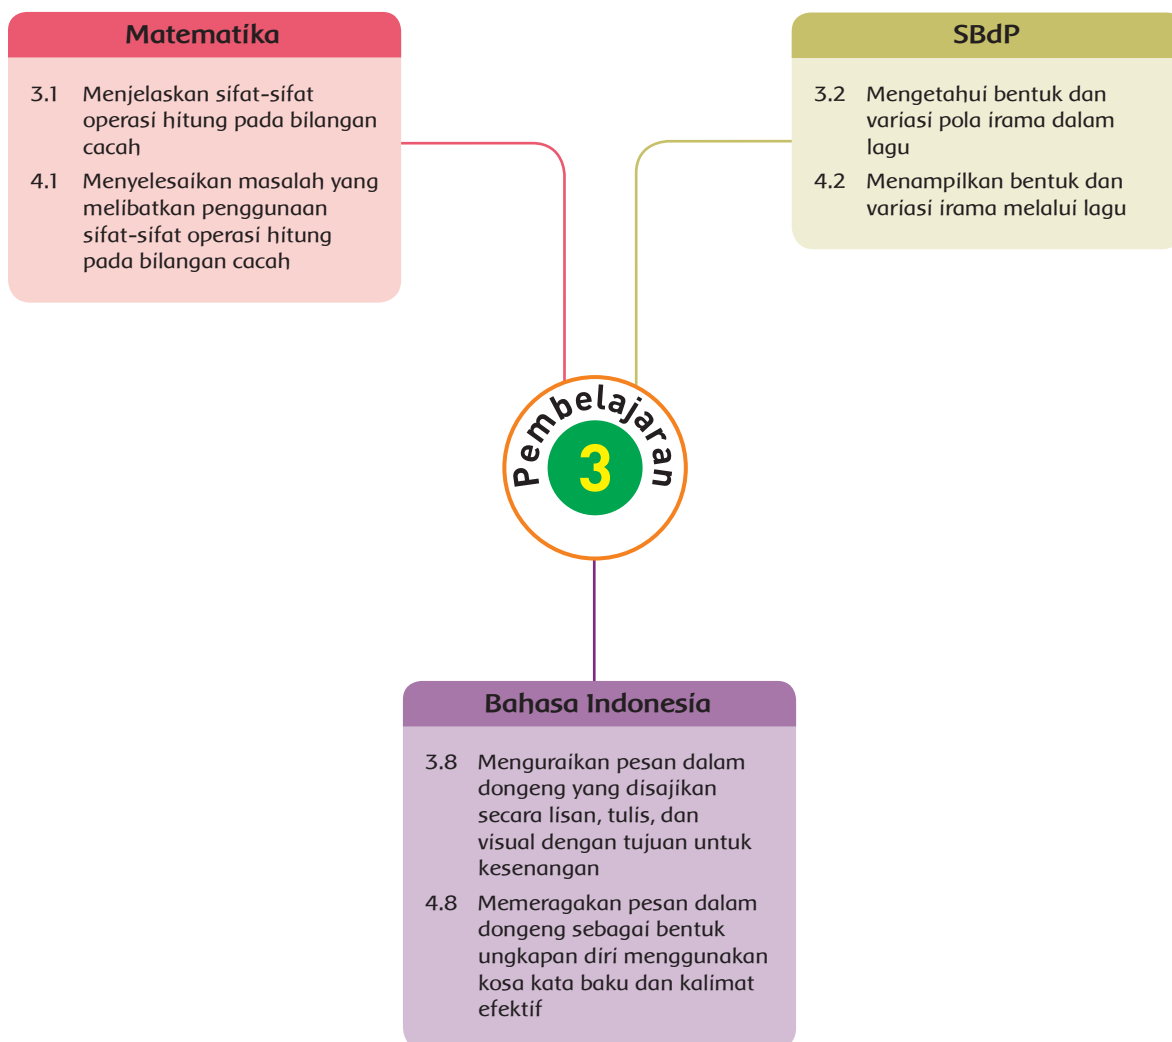 Matematika
3.1 Menjelaskan sifat-sifat
operasi hitung pada bilangan
cacah
4.1 Menyelesaikan masalah yang
melibatkan penggunaan
sifat-sifat operasi hitung
pada bilangan cacah
SBdP
3.2 Mengetahui bentuk dan
variasi pola irama dalam
lagu
4.2 Menampilkan bentuk dan
variasi irama melalui lagu
Pembelajaran
3
Bahasa Indonesia
3.8 Menguraikan pesan dalam
dongeng yang disajikan
secara lisan, tulis, dan
visual dengan tujuan untuk
kesenangan
4.8 Memeragakan pesan dalam
dongeng sebagai bentuk
ungkapan diri menggunakan
kosa kata baku dan kalimat
efektif